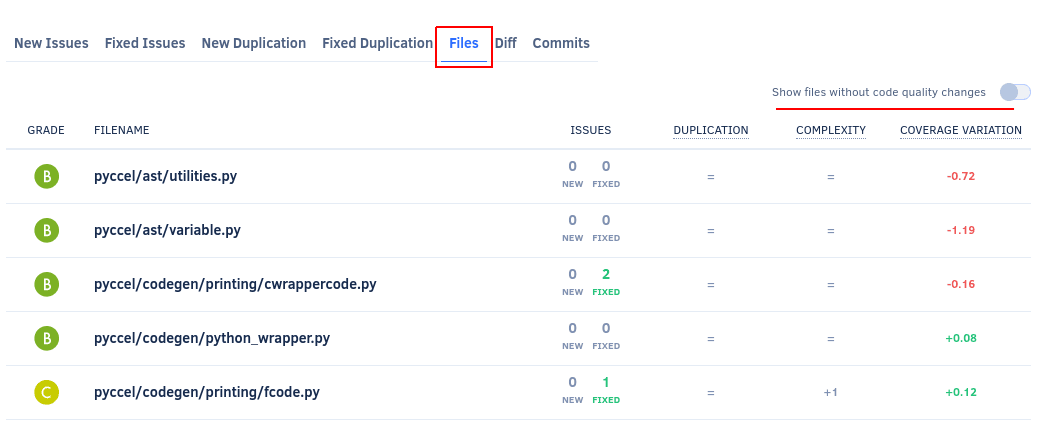 New Issues Fixed Issues New Duplication Fixed Duplication Files Diff Commits
Show files without code quality changes
GRADE FILENAME ISSUES DUPLICATION COMPLEXITY COVERAGE VARIATION
B pyccel/ast/utilities.py 0 0 = = -0.72
NEW FIXED
B pyccel/ast/variable.py 0 0 = = -1.19
NEW FIXED
B pyccel/codegen/printing/cwrappercode.py 0 2 = = -0.16
NEW FIXED
B pyccel/codegen/python_wrapper.py 0 0 = = +0.08
NEW FIXED
C pyccel/codegen/printing/fcode.py 0 1 = +1 +0.12
NEW FIXED